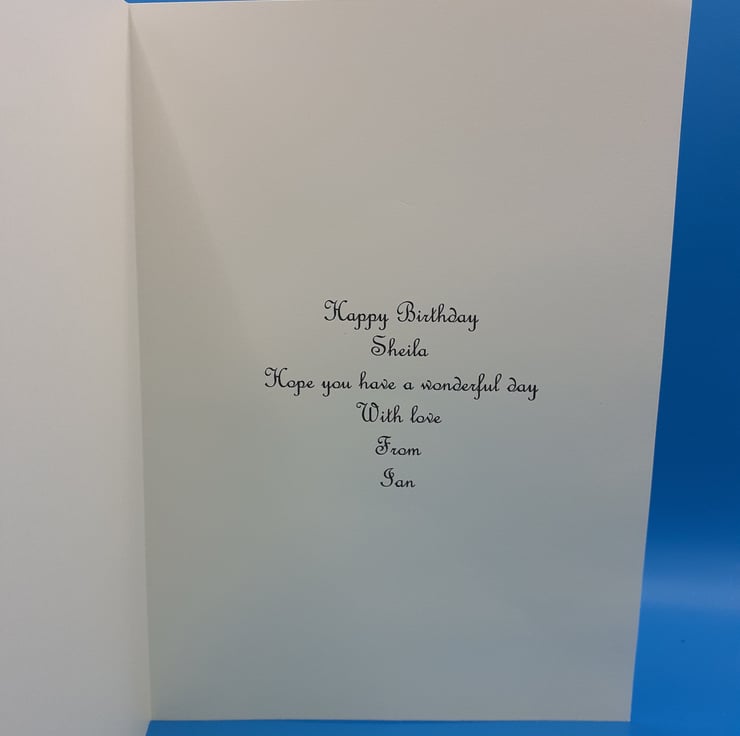 Happy Birthday
Sheila
Hope you have a wonderful day
With love
From
Ian